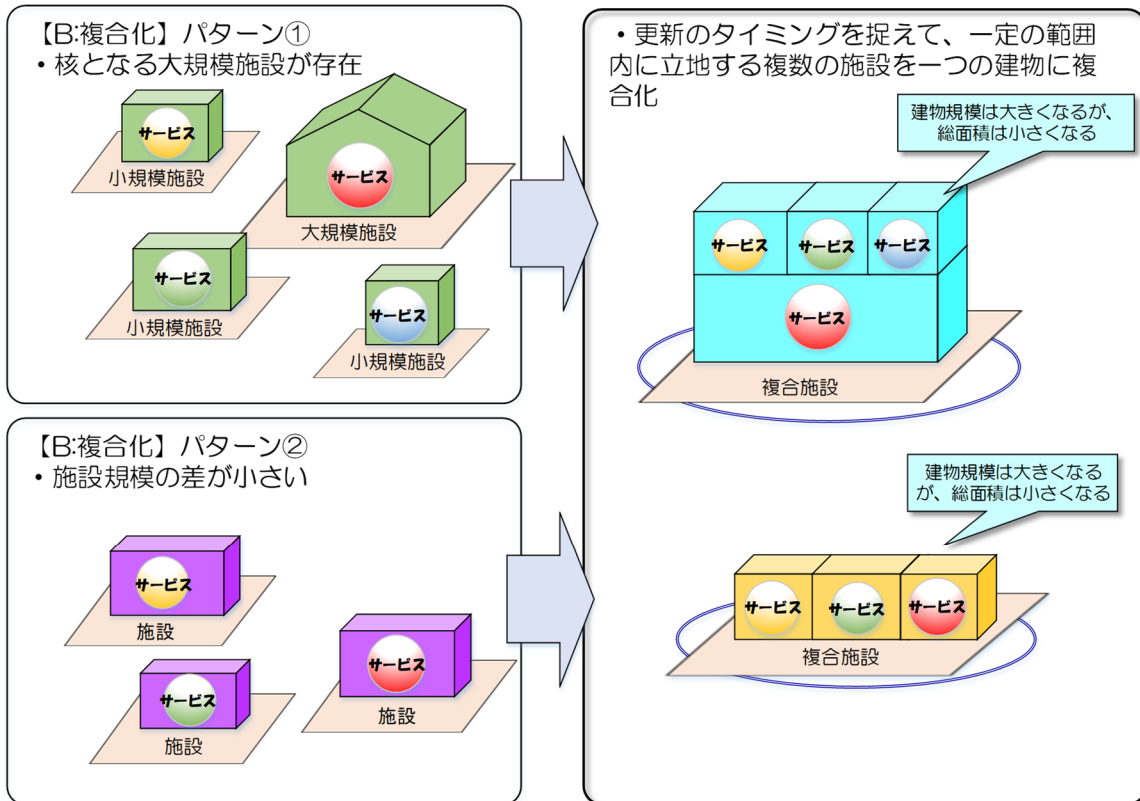 【B:複合化】パターン①
・核となる大規模施設が存在
サービス
小規模施設
サービス
大規模施設
サービス
小規模施設
サービス
小規模施設
【B:複合化】パターン②
・施設規模の差が小さい
サービス
施設
サービス
施設
サービス
施設
・更新のタイミングを捉えて、一定の範囲
内に立地する複数の施設を一つの建物に複
合化
建物規模は大きくなるが、
総面積は小さくなる
サービス
サービス
サービス
サービス
複合施設
建物規模は大きくなる
が、総面積は小さくなる
サービス
サービス
サービス
複合施設